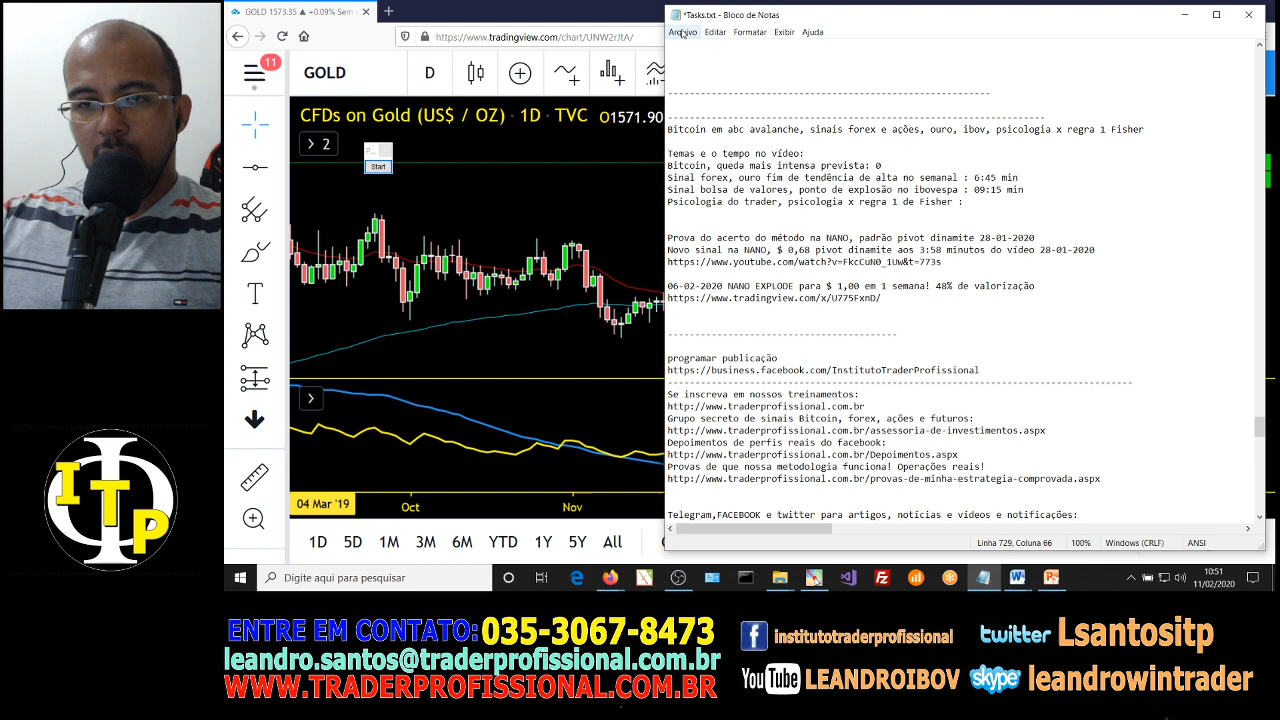 GOLD 1573.35 ▲ +0.09% Sem
*Tasks.txt - Bloco de Notas
https://www.tradingview.com/chart/UNW2rJtA/
Arquivo Editar Formatar Exibir Ajuda
11
GOLD
D
CFDs on Gold (US$ / OZ) · 1D · TVC O1571.90
2
P...
Start
04 Mar '19
Oct
Nov
1D 5D 1M 3M 6M YTD 1Y 5Y All
Bitcoin em abc avalanche, sinais forex e ações, ouro, ibov, psicologia x regra 1 Fisher
Temas e o tempo no vídeo:
Bitcoin, queda mais intensa prevista: 0
Sinal forex, ouro fim de tendência de alta no semanal : 6:45 min
Sinal bolsa de valores, ponto de explosão no ibovespa : 09:15 min
Psicologia do trader, psicologia x regra 1 de Fisher :
Prova do acerto do método na NANO, padrão pivot dinamite 28-01-2020
Novo sinal na NANO, $ 0,68 pivot dinamite aos 3:58 minutos do vídeo 28-01-2020
https://www.youtube.com/watch?v=FkcCuN0_1Uw&t=773s
06-02-2020 NANO EXPLODE para $ 1,00 em 1 semana! 48% de valorização
https://www.tradingview.com/x/U775FxnD/
programar publicação
https://business.facebook.com/InstitutoTraderProfissional
Se inscreva em nossos treinamentos:
http://www.traderprofissional.com.br
Grupo secreto de sinais Bitcoin, forex, ações e futuros:
http://www.traderprofissional.com.br/assessoria-de-investimentos.aspx
Depoimentos de perfis reais do facebook:
http://www.traderprofissional.com.br/Depoimentos.aspx
Provas de que nossa metodologia funciona! Operações reais!
http://www.traderprofissional.com.br/provas-de-minha-estrategia-comprovada.aspx
Telegram,FACEBOOK e twitter para artigos, notícias e vídeos e notificações:
Linha 729, Coluna 66 100% Windows (CRLF) ANSI
Digite aqui para pesquisar
10:51
11/02/2020
ITP
ENTRE EM CONTATO: 035-3067-8473
leandro.santos@traderprofissional.com.br
WWW.TRADERPROFISSIONAL.COM.BR
institutotraderprofissional
twitter Lsantositp
YouTube LEANDROIBOV
skype leandrowintrader